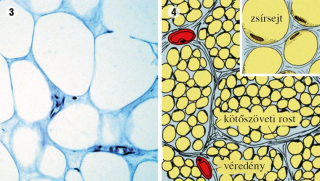 3
4
zsírsejt
kötőszöveti rost
véredény